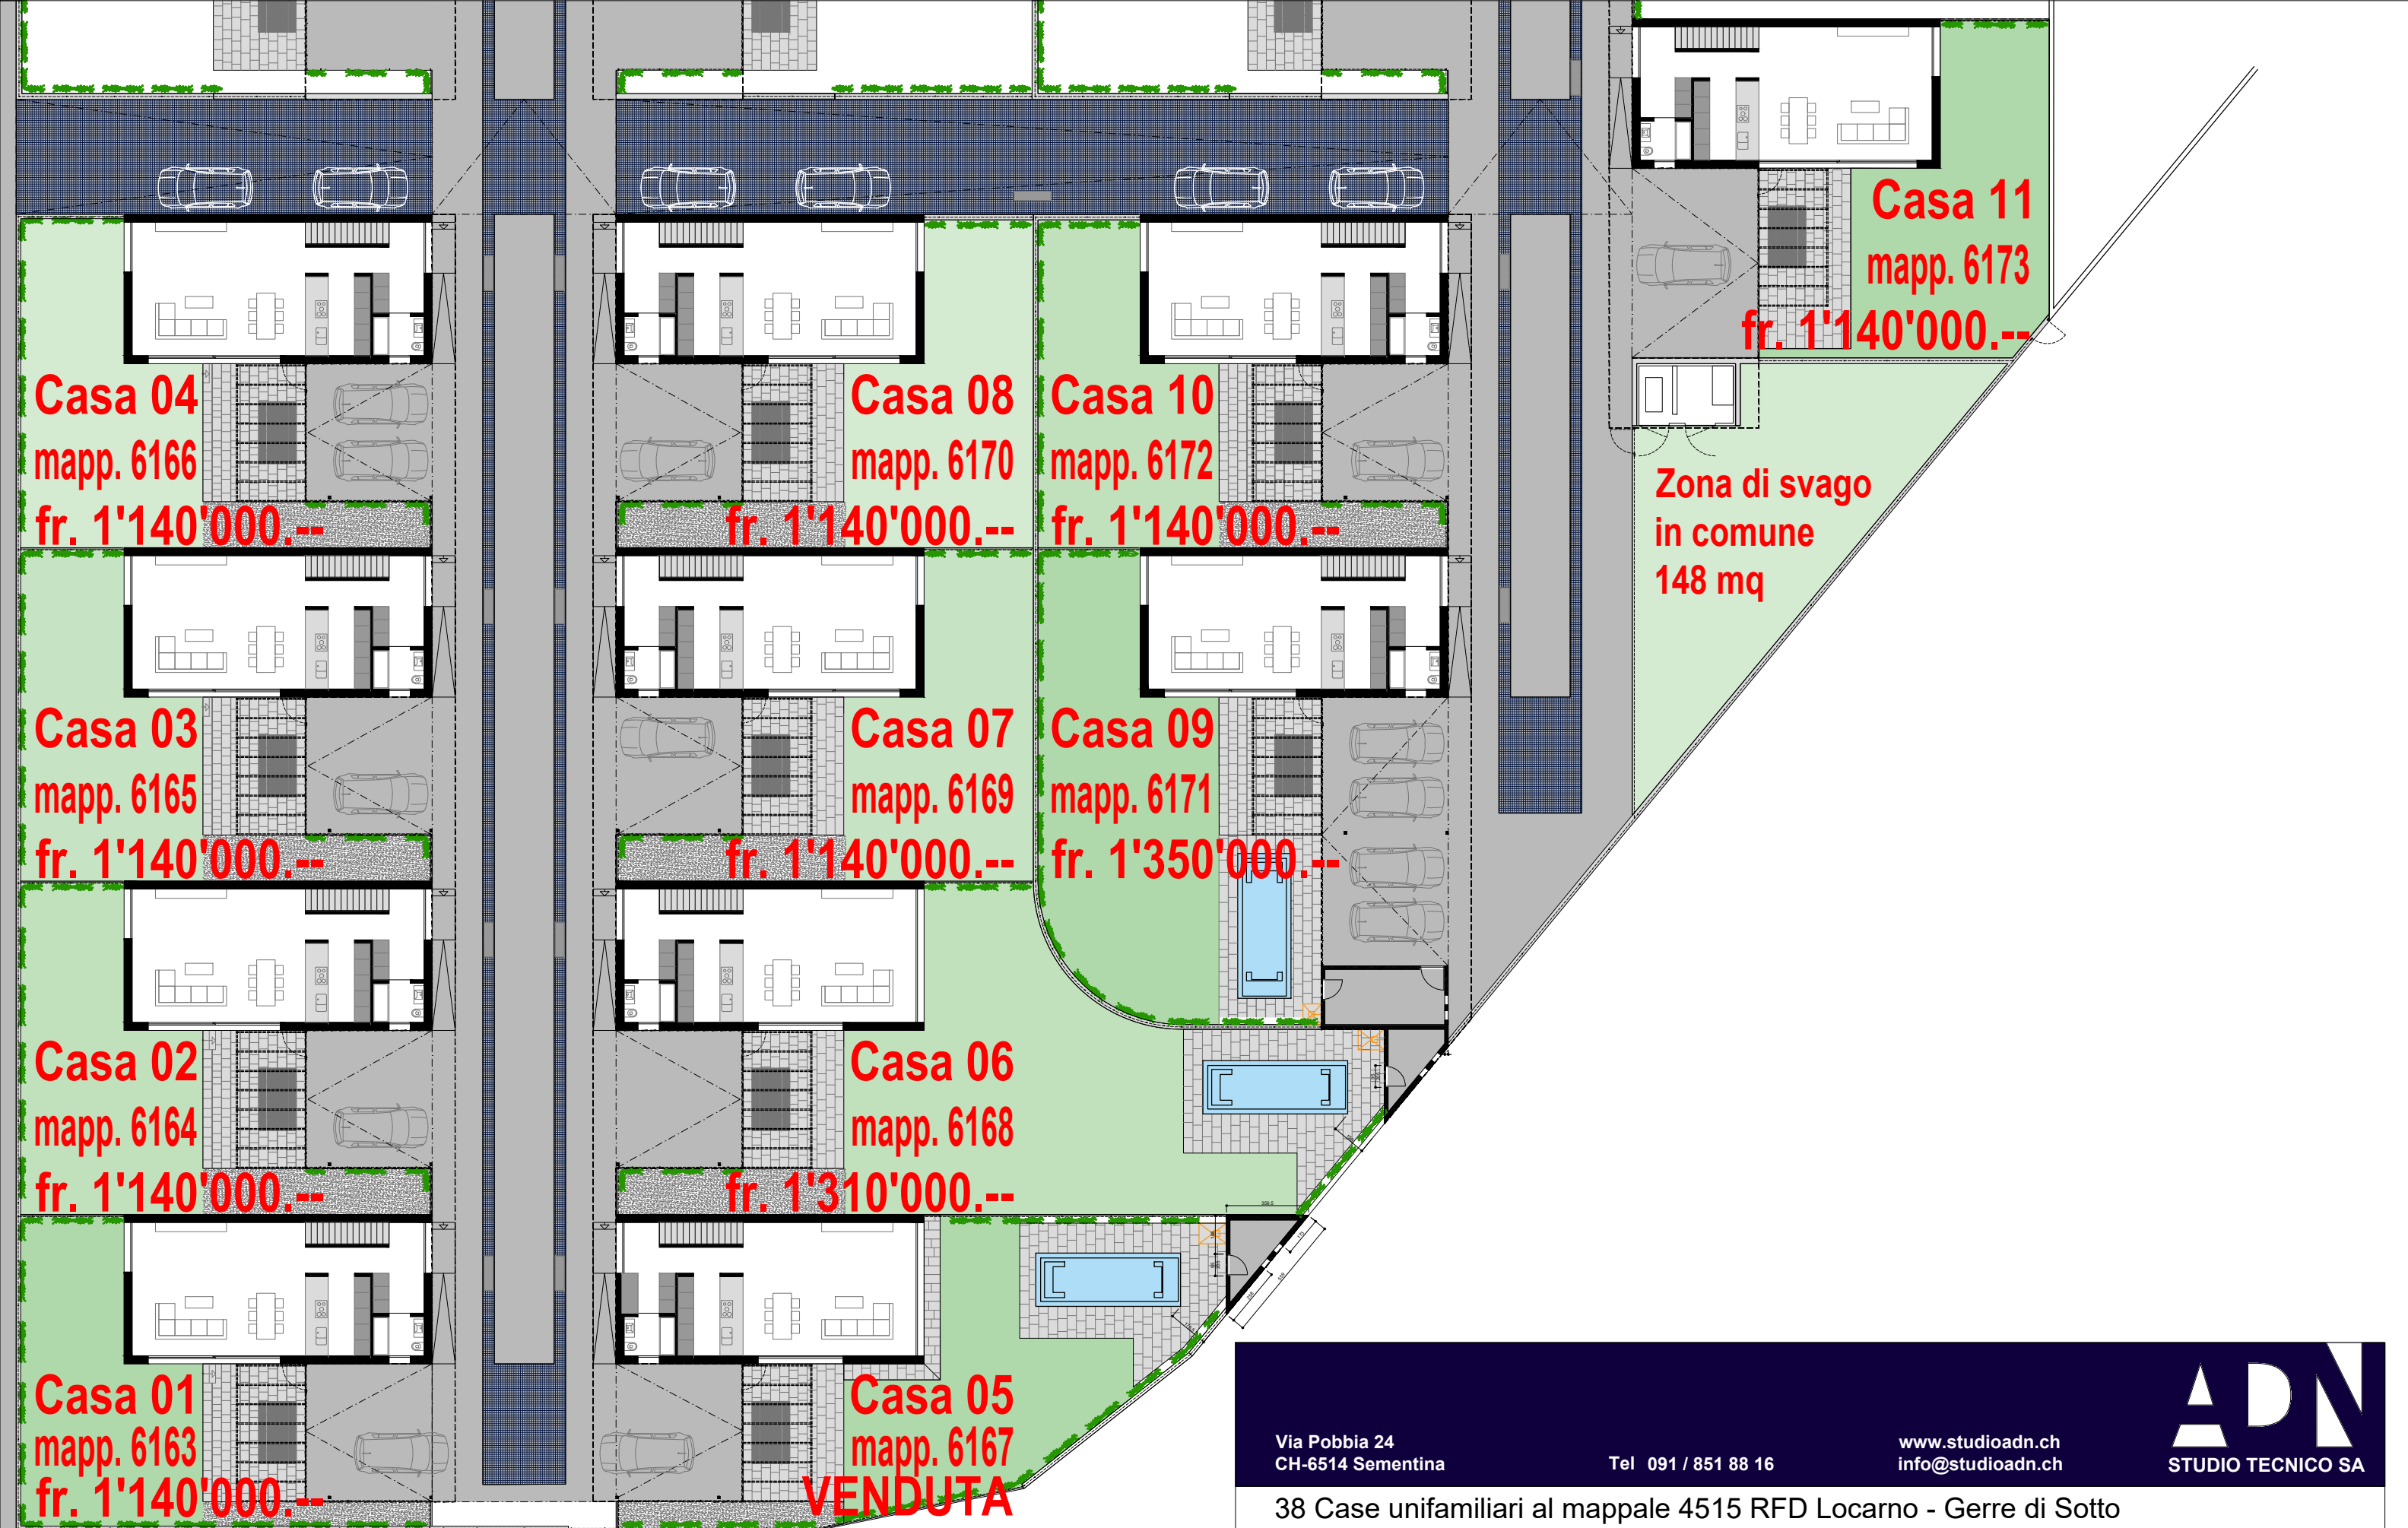 Casa 11
mapp. 6173
fr. 1'140'000.--
Casa 04
mapp. 6166
fr. 1'140'000.--
Casa 08
mapp. 6170
fr. 1'140'000.--
Casa 10
mapp. 6172
fr. 1'140'000.--
Zona di svago
in comune
148 mq
Casa 03
mapp. 6165
fr. 1'140'000.--
Casa 07
mapp. 6169
fr. 1'140'000.--
Casa 09
mapp. 6171
fr. 1'350'000.--
Casa 02
mapp. 6164
fr. 1'140'000.--
Casa 06
mapp. 6168
fr. 1'310'000.--
Casa 01
mapp. 6163
fr. 1'140'000.--
Casa 05
mapp. 6167
VENDUTA
Via Pobbia 24
CH-6514 Sementina
Tel 091 / 851 88 16
www.studioadn.ch
info@studioadn.ch
ADN
STUDIO TECNICO SA
38 Case unifamiliari al mappale 4515 RFD Locarno - Gerre di Sotto